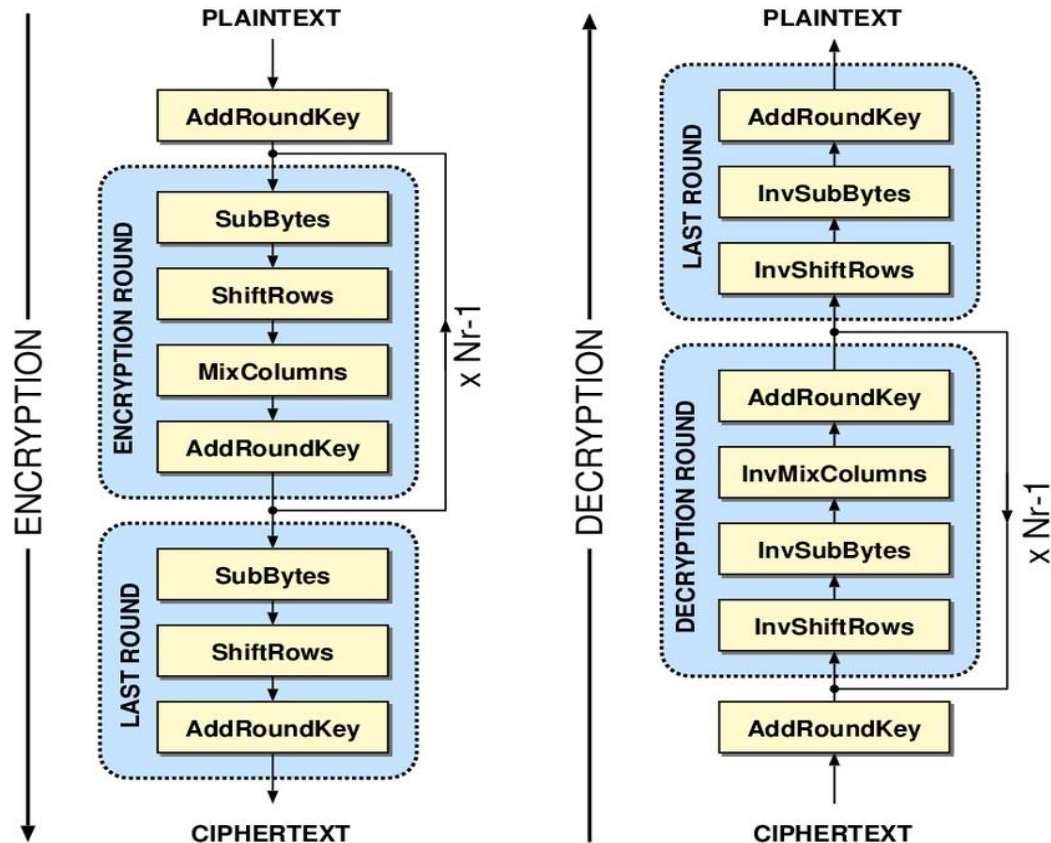 PLAINTEXT
AddRoundKey
SubBytes
ShiftRows
MixColumns
AddRoundKey
ENCRYPTION ROUND
x Nr-1
SubBytes
ShiftRows
AddRoundKey
LAST ROUND
CIPHERTEXT
ENCRYPTION
PLAINTEXT
AddRoundKey
InvSubBytes
InvShiftRows
LAST ROUND
AddRoundKey
InvMixColumns
InvSubBytes
InvShiftRows
DECRYPTION ROUND
x Nr-1
AddRoundKey
CIPHERTEXT
DECRYPTION